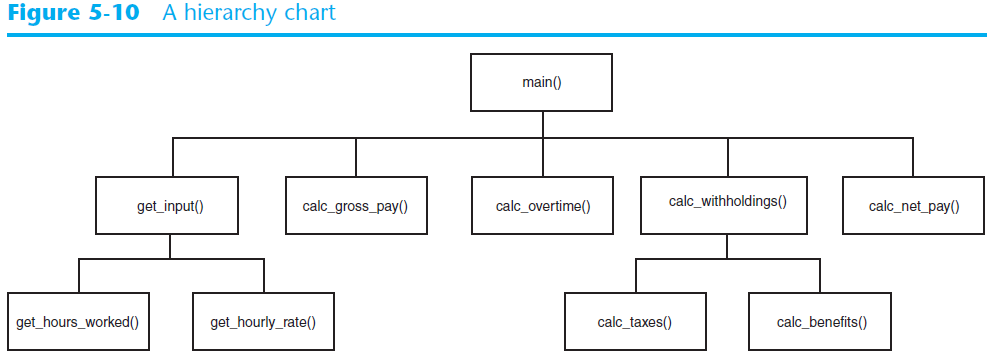 Figure 5-10 A hierarchy chart
main()
get_input()
calc_gross_pay()
calc_overtime()
calc_withholdings()
calc_net_pay()
get_hours_worked()
get_hourly_rate()
calc_taxes()
calc_benefits()